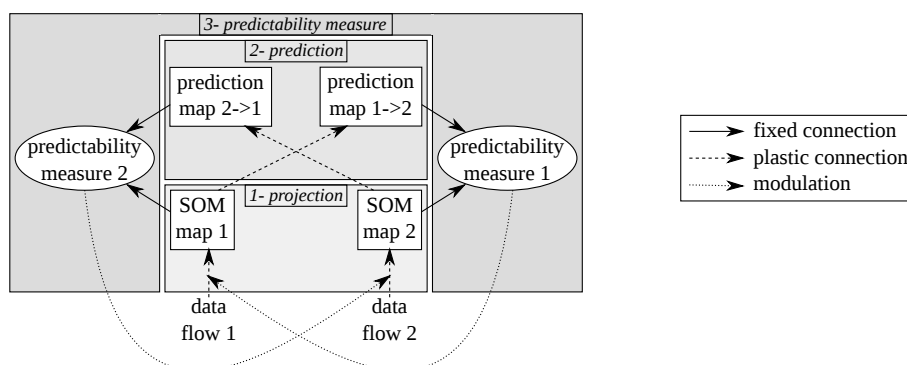 3- predictability measure
2- prediction
prediction
map 2->1
prediction
map 1->2
predictability
measure 2
predictability
measure 1
1- projection
SOM
map 1
SOM
map 2
data
flow 1
data
flow 2
fixed connection
plastic connection
modulation